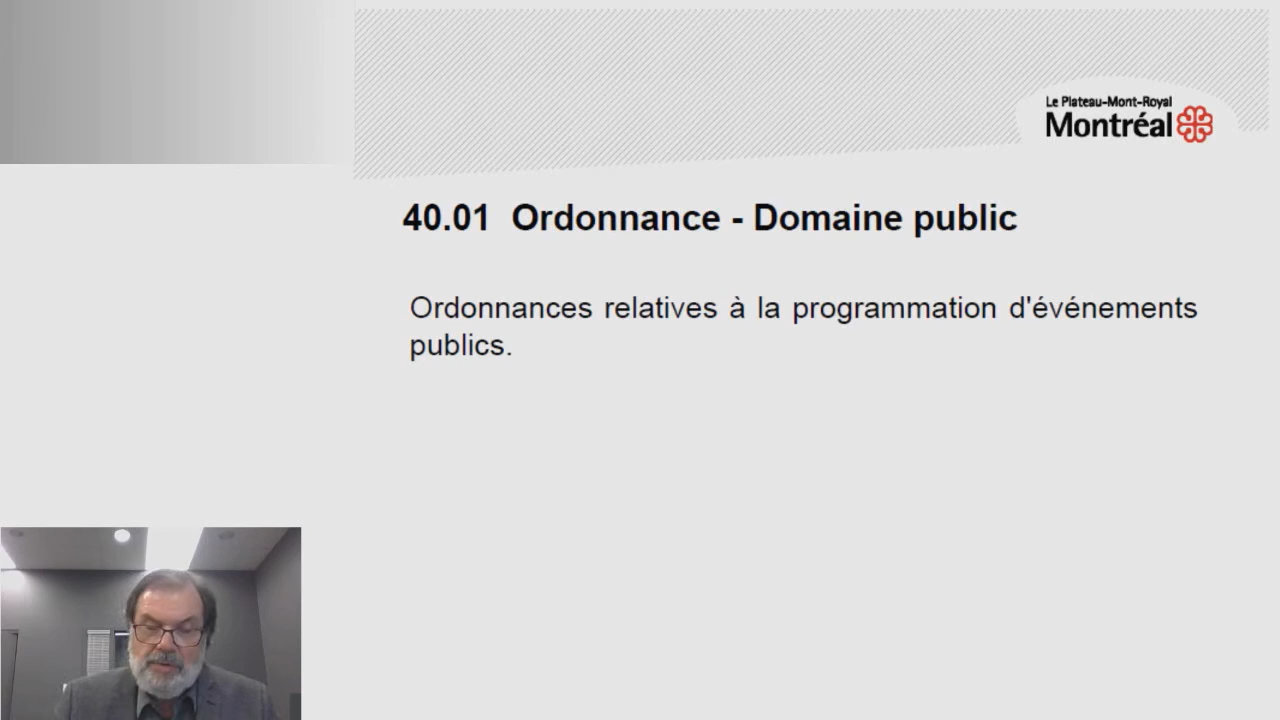 Le Plateau-Mont-Royal
Montréal
40.01 Ordonnance - Domaine public
Ordonnances relatives à la programmation d'événements
publics.